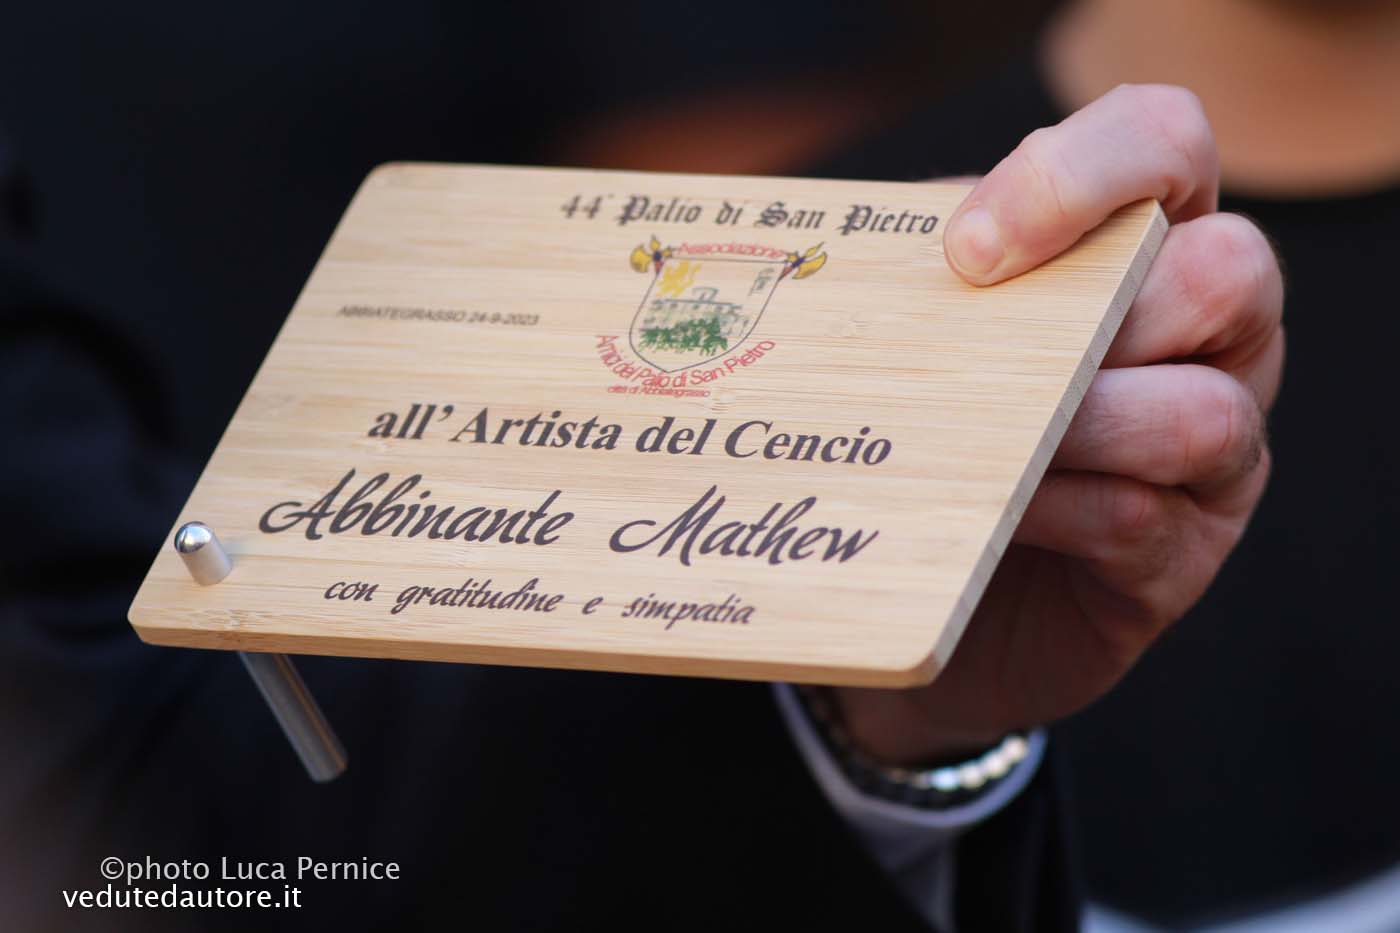 44° Palio di San Pietro
Associazione
ABBIATEGRASSO 24-9-2023
Amici del Palio di San Pietro
città di Abbiategrasso
all'Artista del Cencio
Abbinante Mathew
con gratitudine e simpatia
©photo Luca Pernice
vedutedautore.it